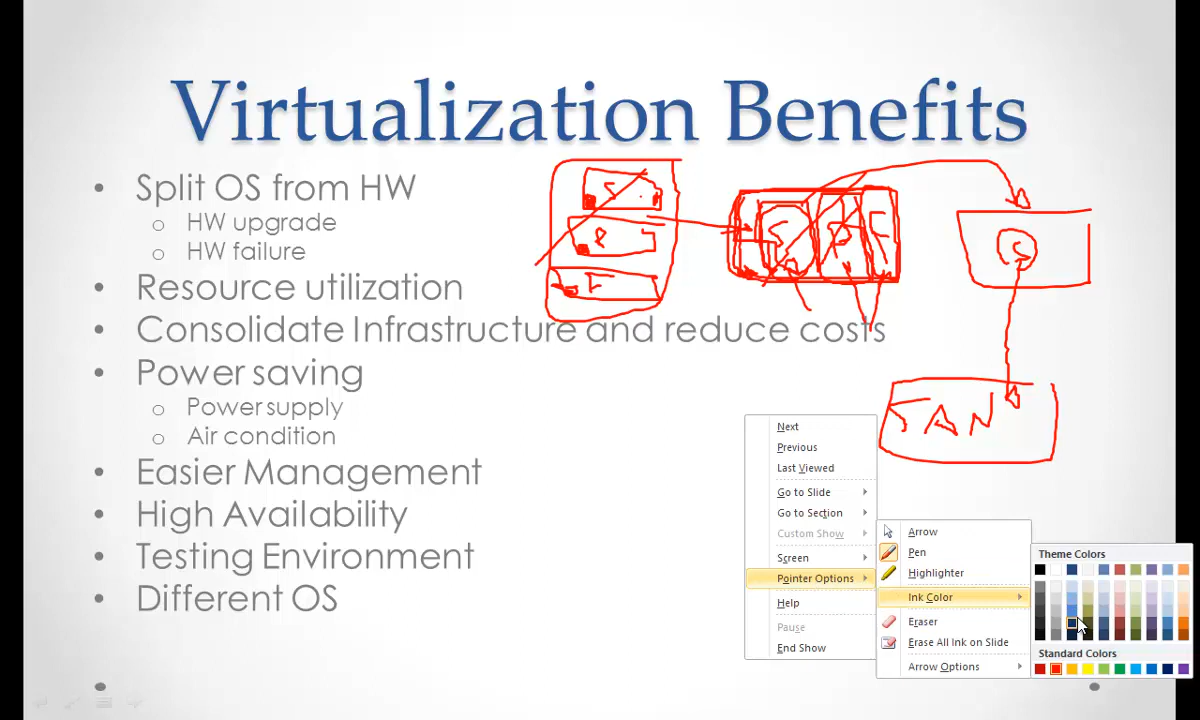 Virtualization Benefits
• Split OS from HW
o HW upgrade
o HW failure
• Resource utilization
• Consolidate Infrastructure and reduce costs
• Power saving
o Power supply
o Air condition
• Easier Management
• High Availability
• Testing Environment
• Different OS
S
S
S
SAN
Next
Previous
Last Viewed
Go to Slide
Go to Section
Custom Show
Screen
Pointer Options
Help
Pause
End Show
Arrow
Pen
Highlighter
Ink Color
Eraser
Erase All Ink on Slide
Arrow Options
Theme Colors
Standard Colors